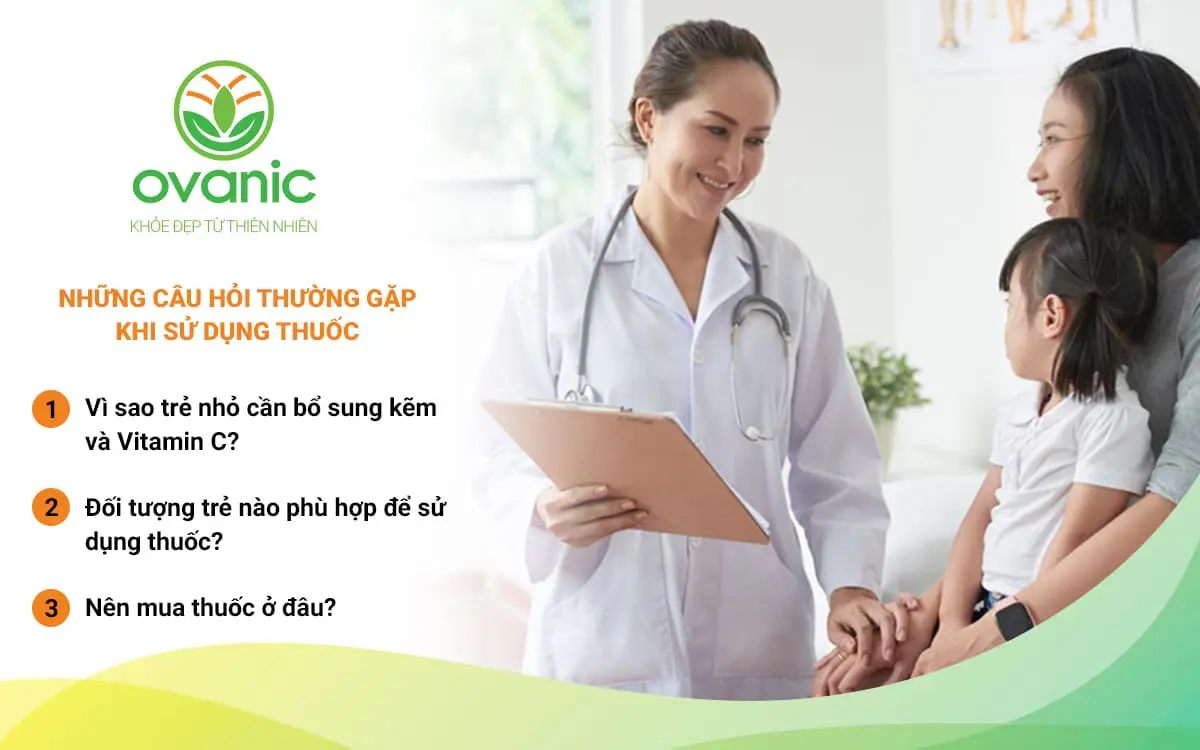 ovanic
KHỎE ĐẸP TỪ THIÊN NHIÊN
NHỮNG CÂU HỎI THƯỜNG GẶP
KHI SỬ DỤNG THUỐC
1 Vì sao trẻ nhỏ cần bổ sung kẽm
và Vitamin C?
2 Đối tượng trẻ nào phù hợp để sử
dụng thuốc?
3 Nên mua thuốc ở đâu?